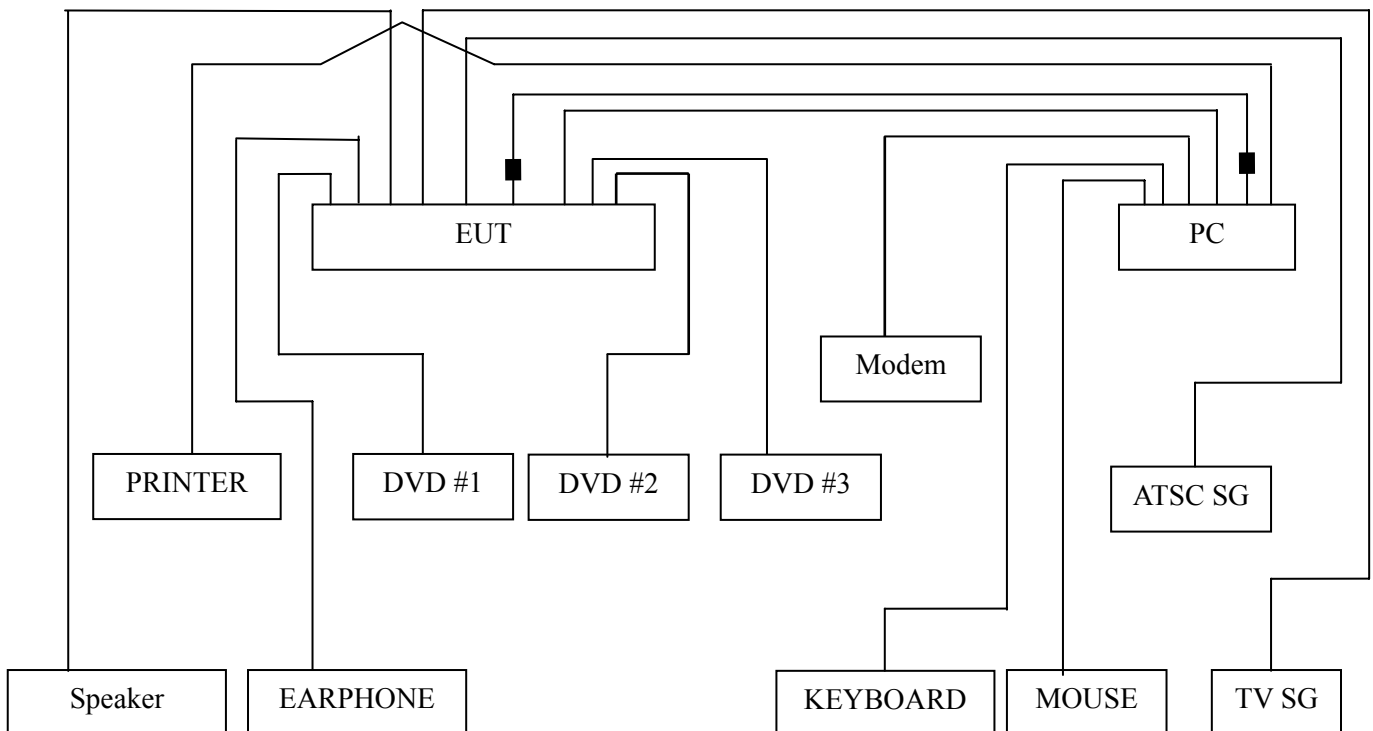 EUT
PC
Modem
PRINTER
DVD #1
DVD #2
DVD #3
ATSC SG
Speaker
EARPHONE
KEYBOARD
MOUSE
TV SG